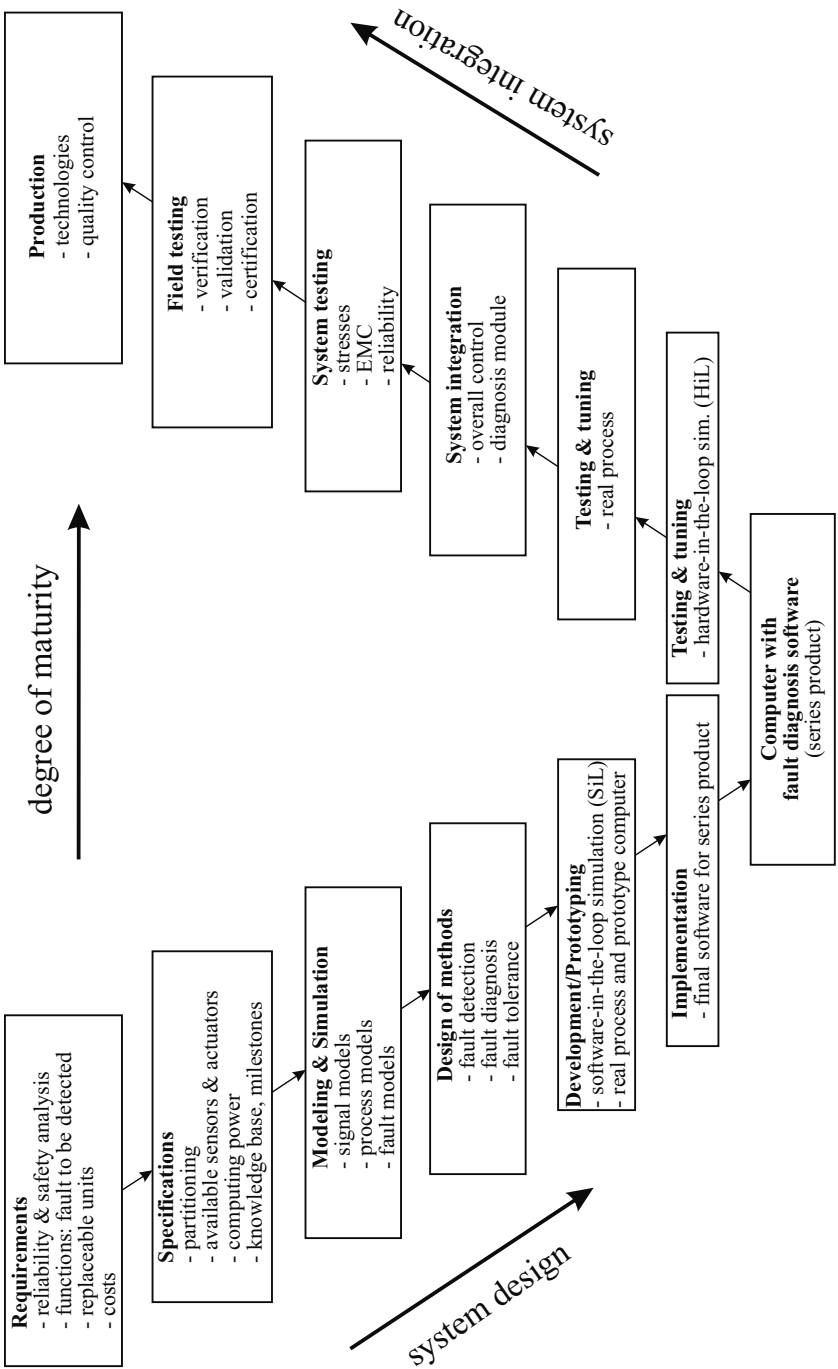 degree of maturity
Requirements
- reliability & safety analysis
- functions: fault to be detected
- replaceable units
- costs
Specifications
- partitioning
- available sensors & actuators
- computing power
- knowledge base, milestones
Modeling & Simulation
- signal models
- process models
- fault models
Design of methods
- fault detection
- fault diagnosis
- fault tolerance
Development/Prototyping
- software-in-the-loop simulation (SiL)
- real process and prototype computer
Implementation
- final software for series product
system design
Computer with
fault diagnosis software
(series product)
Testing & tuning
- hardware-in-the-loop sim. (HiL)
Testing & tuning
- real process
System integration
- overall control
- diagnosis module
System testing
- stresses
- EMC
- reliability
Field testing
- verification
- validation
- certification
Production
- technologies
- quality control
system integration